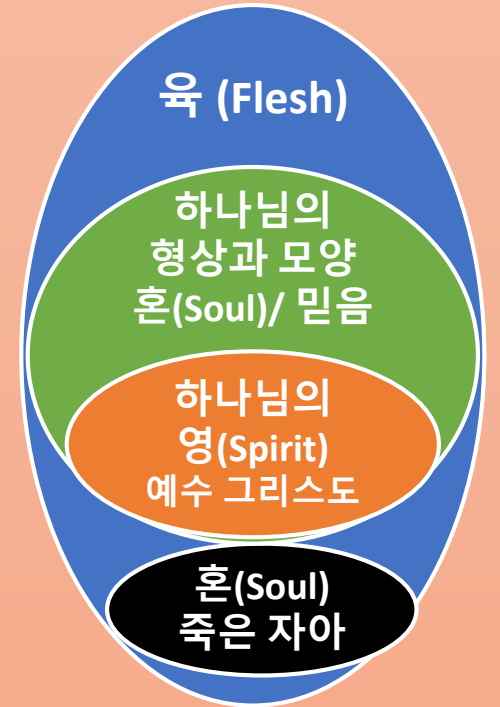 육 (Flesh)
하나님의
형상과 모양
혼(Soul)/ 믿음
하나님의
영(Spirit)
예수 그리스도
혼(Soul)
죽은 자아